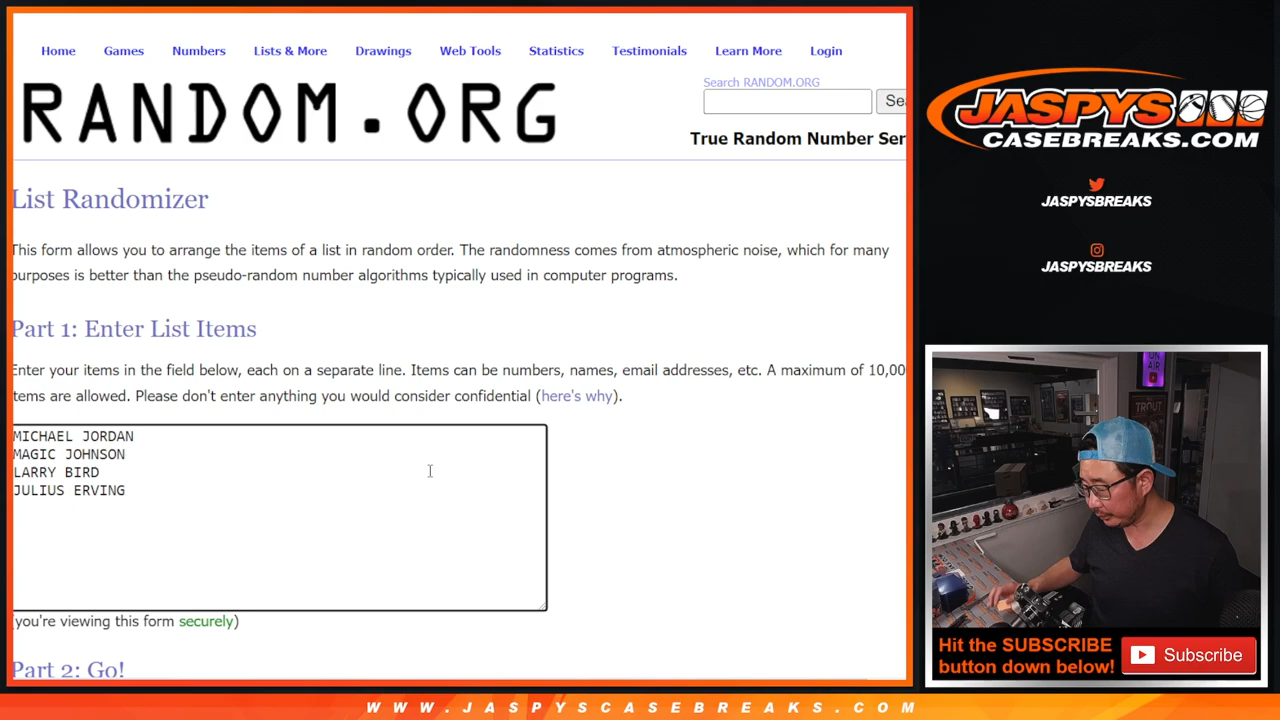 Home Games Numbers Lists & More Drawings Web Tools Statistics Testimonials Learn More Login
Search RANDOM.ORG
RANDOM.ORG
Sea
True Random Number Ser
List Randomizer
This form allows you to arrange the items of a list in random order. The randomness comes from atmospheric noise, which for many
purposes is better than the pseudo-random number algorithms typically used in computer programs.
Part 1: Enter List Items
Enter your items in the field below, each on a separate line. Items can be numbers, names, email addresses, etc. A maximum of 10,00
items are allowed. Please don't enter anything you would consider confidential (here's why).
MICHAEL JORDAN
MAGIC JOHNSON
LARRY BIRD
JULIUS ERVING
(you're viewing this form securely)
Part 2: Go!
JASPYS
CASEBREAKS.COM
JASPYSBREAKS
JASPYSBREAKS
ON
AIR
TROUT
Hit the SUBSCRIBE
button down below!
Subscribe
WWW.JASPYSCASEBREAKS.COM